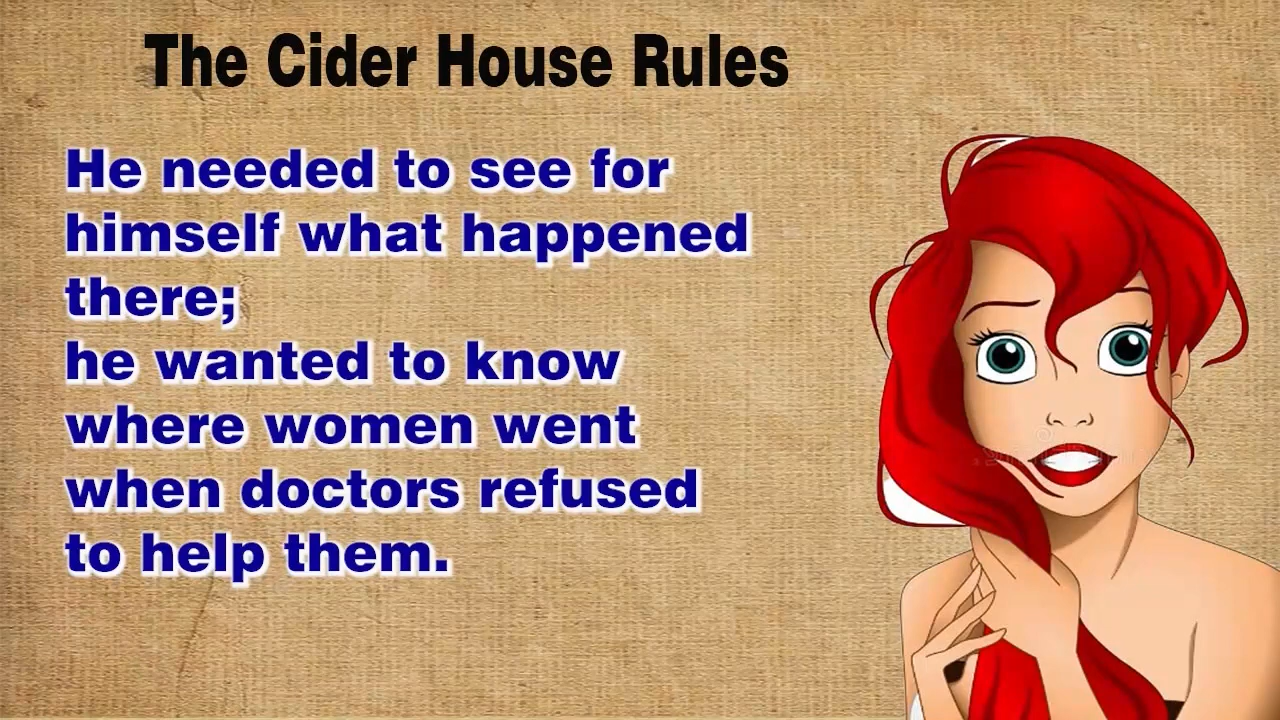 The Cider House Rules
He needed to see for
himself what happened
there;
he wanted to know
where women went
when doctors refused
to help them.